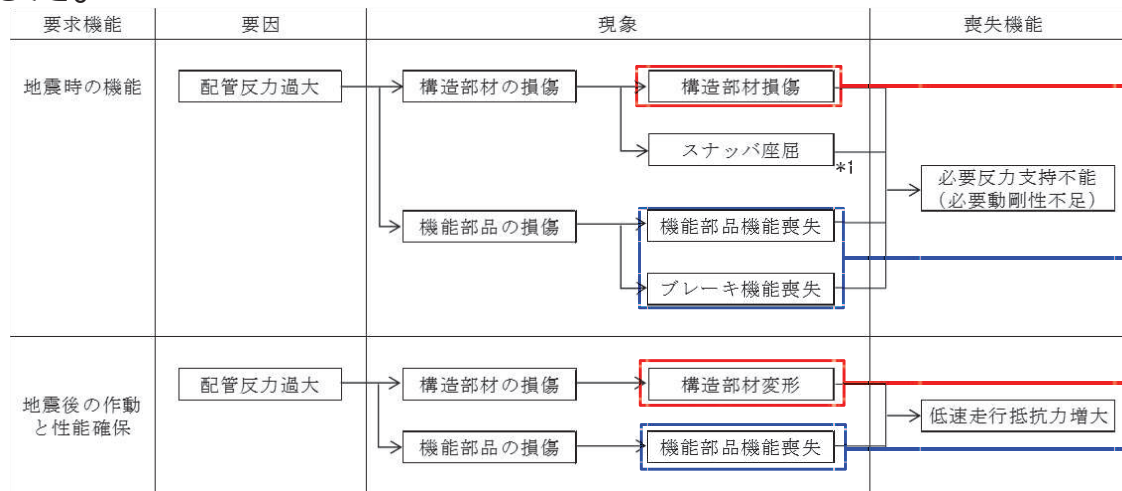 した。
要求機能 要因 現象 喪失機能
地震時の機能 配管反力過大 構造部材の損傷 構造部材損傷
スナッバ座屈
*1
必要反力支持不能
（必要動剛性不足）
機能部品の損傷 機能部品機能喪失
ブレーキ機能喪失
地震後の作動
と性能確保
配管反力過大 構造部材の損傷 構造部材変形
低速走行抵抗力増大
機能部品の損傷 機能部品機能喪失